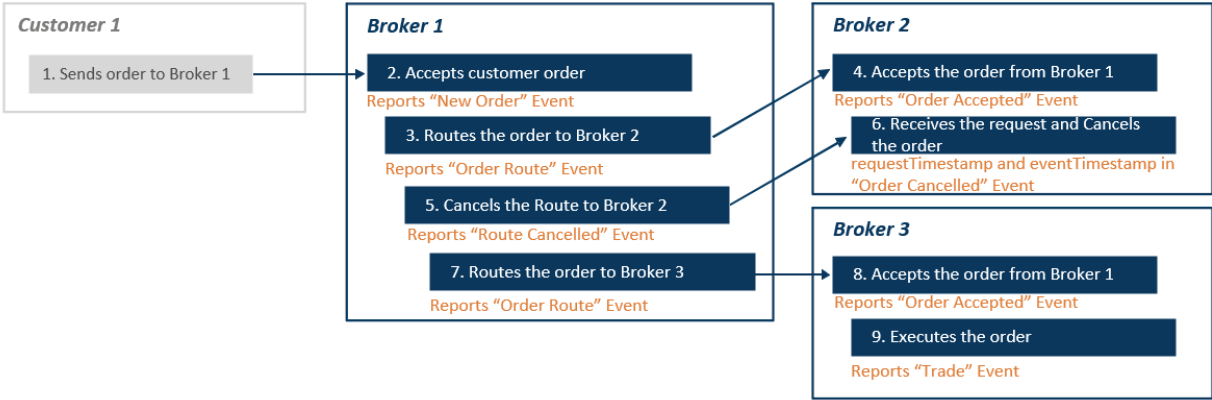 Customer 1
1. Sends order to Broker 1
Broker 1
2. Accepts customer order
Reports “New Order” Event
3. Routes the order to Broker 2
Reports “Order Route” Event
5. Cancels the Route to Broker 2
Reports “Route Cancelled” Event
7. Routes the order to Broker 3
Reports “Order Route” Event
Broker 2
4. Accepts the order from Broker 1
Reports “Order Accepted” Event
6. Receives the request and Cancels
the order
requestTimestamp and eventTimestamp in
“Order Cancelled” Event
Broker 3
8. Accepts the order from Broker 1
Reports “Order Accepted” Event
9. Executes the order
Reports “Trade” Event